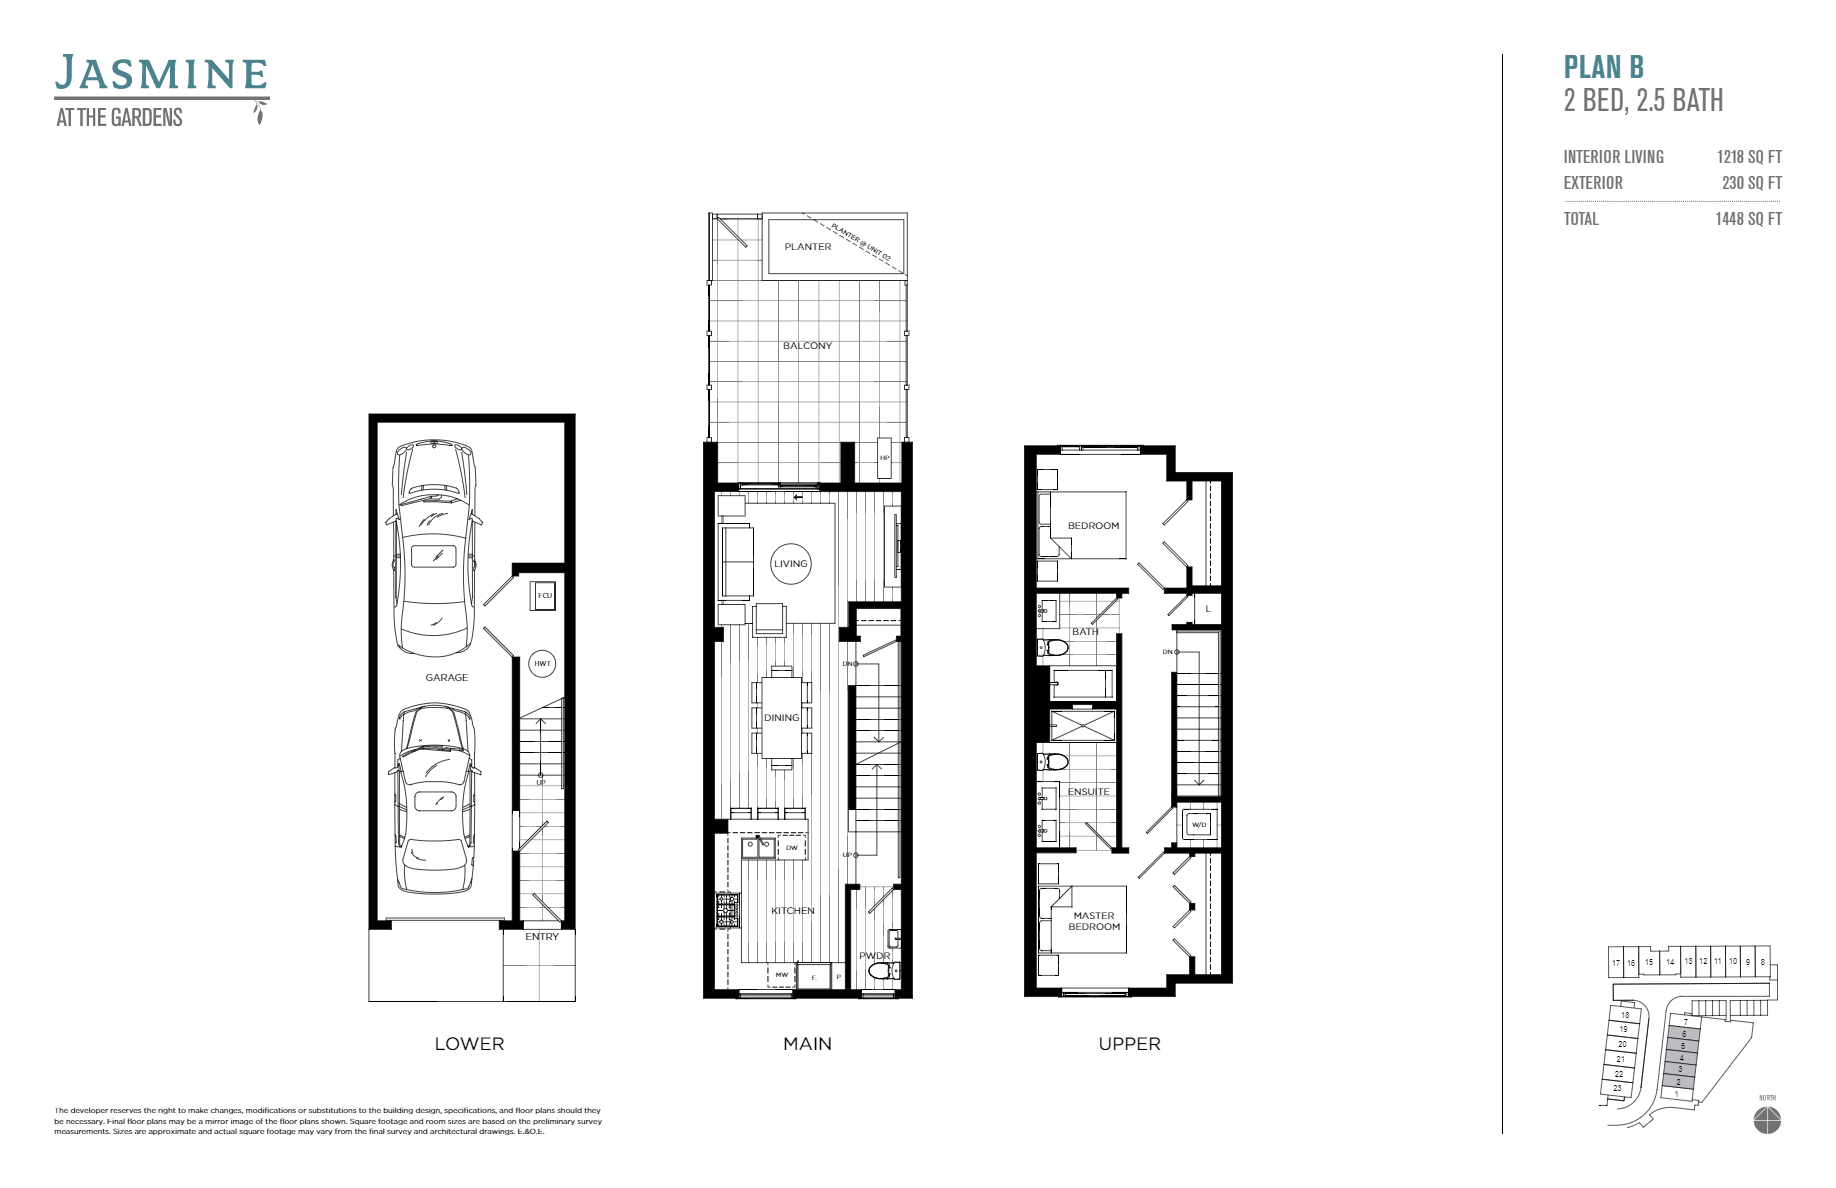 JASMINE
AT THE GARDENS
PLAN B
2 BED, 2.5 BATH
INTERIOR LIVING 1218 SQ FT
EXTERIOR 230 SQ FT
TOTAL 1448 SQ FT
GARAGE
FCU
HWT
UP
ENTRY
LOWER
PLANTER
PLANTER @ UNIT 02
BALCONY
HP
LIVING
DN
DINING
DW
UP
KITCHEN
PWDR
MW
F.
P
MAIN
BEDROOM
L
BATH
DN
ENSUITE
W/D
MASTER
BEDROOM
UPPER
17 16 15 14 13 12 11 10 9 8
18
19
20
21
22
23
7
6
5
4
3
2
1
NORTH
The developer reserves the right to make changes, modifications or substitutions to the building design, specifications, and floor plans should they
be necessary. Final floor plans may be a mirror image of the floor plans shown. Square footage and room sizes are based on the preliminary survey
measurements. Sizes are approximate and actual square footage may vary from the final survey and architectural drawings. E.&O.E.